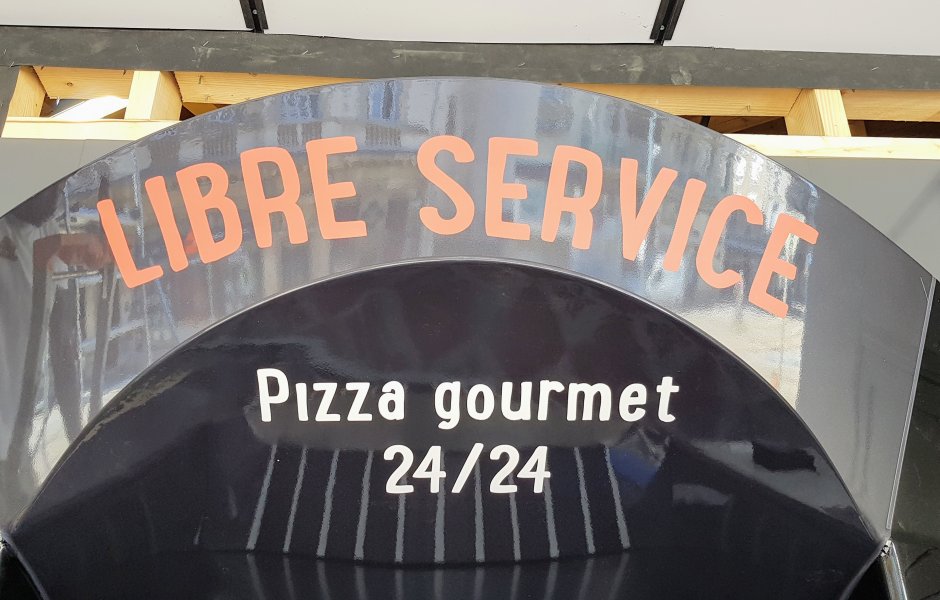 LIBRE SERVICE
Pizza gourmet
24/24